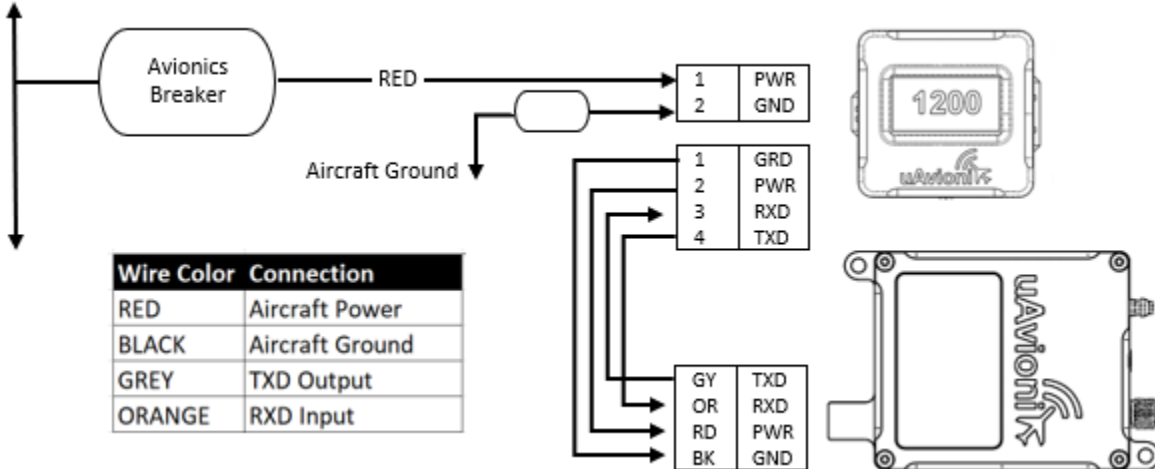 Avionics
Breaker
RED
1 PWR
2 GND
Aircraft Ground
1 GRD
2 PWR
3 RXD
4 TXD
1200
uAvioni
Wire Color Connection
RED Aircraft Power
BLACK Aircraft Ground
GREY TXD Output
ORANGE RXD Input
GY TXD
OR RXD
RD PWR
BK GND
uAvioni